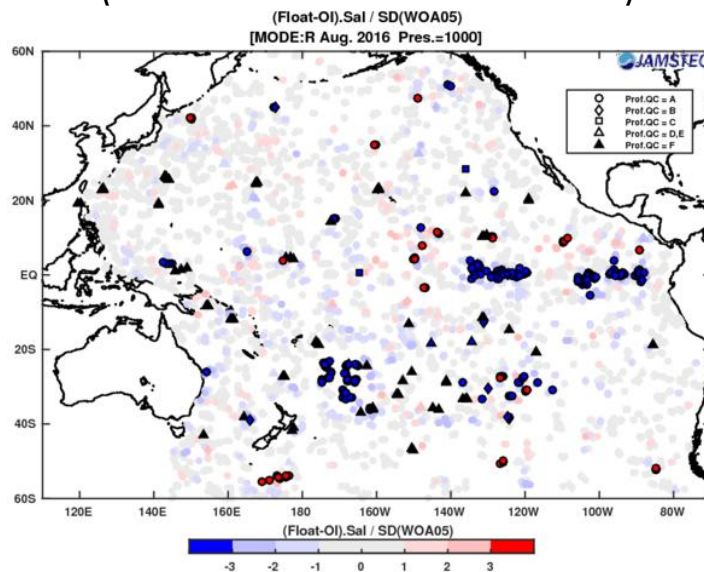 (Float-OI).Sal / SD(WOA05)
[MODE:R Aug. 2016 Pres.=1000]
60N
40N
20N
EQ
20S
40S
60S
JAMSTEC
Prof.QC = A
Prof.QC = B
Prof.QC = C
Prof.QC = D,E
Prof.QC = F
120E 140E 160E 180 160W 140W 120W 100W 80W
(Float-OI).Sal / SD(WOA05)
-3 -2 -1 0 1 2 3